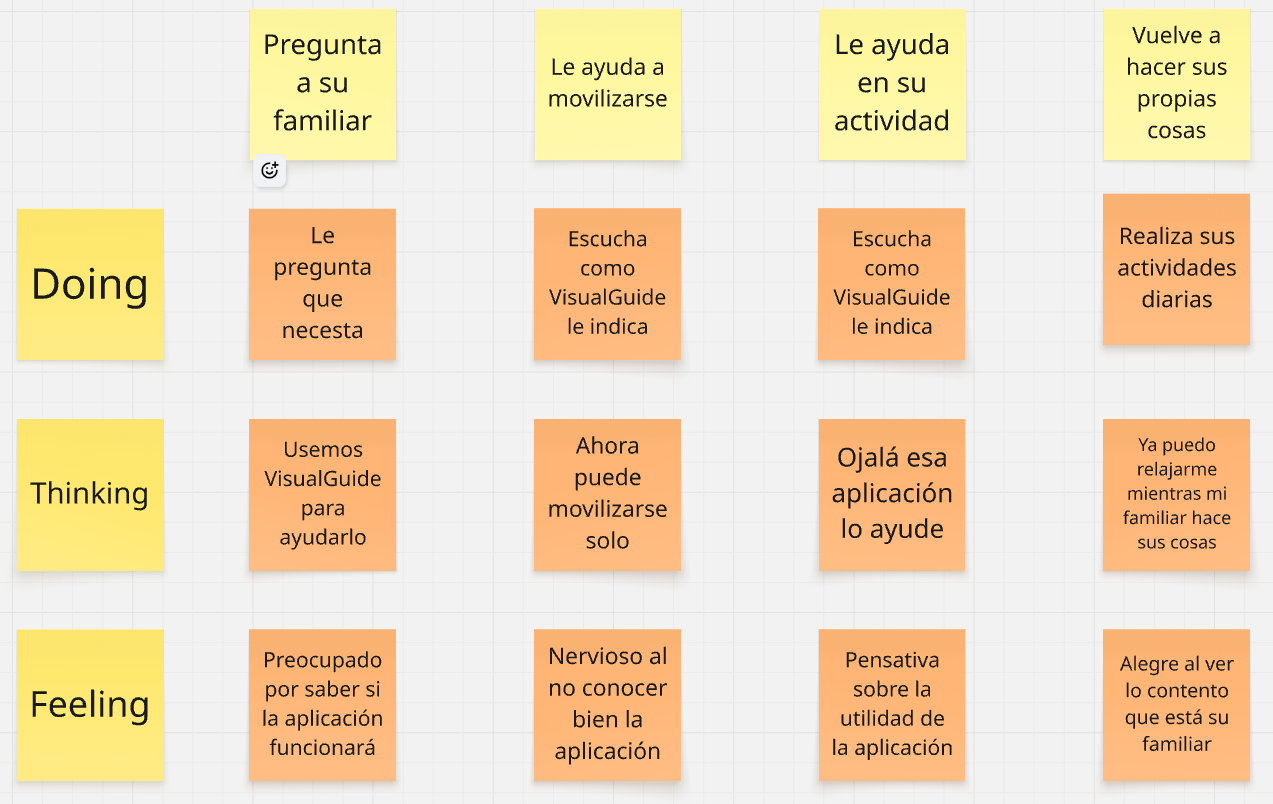 Pregunta
a su
familiar
Le ayuda a
movilizarse
Le ayuda
en su
actividad
Vuelve a
hacer sus
propias
cosas
Doing
Le
pregunta
que
necesta
Escucha
como
VisualGuide
le indica
Escucha
como
VisualGuide
le indica
Realiza sus
actividades
diarias
Thinking
Usemos
VisualGuide
para
ayudarlo
Ahora
puede
movilizarse
solo
Ojalá esa
aplicación
lo ayude
Ya puedo
relajarme
mientras mi
familiar hace
sus cosas
Feeling
Preocupado
por saber si
la aplicación
funcionará
Nervioso al
no conocer
bien la
aplicación
Pensativa
sobre la
utilidad de
la aplicación
Alegre al ver
lo contento
que está su
familiar